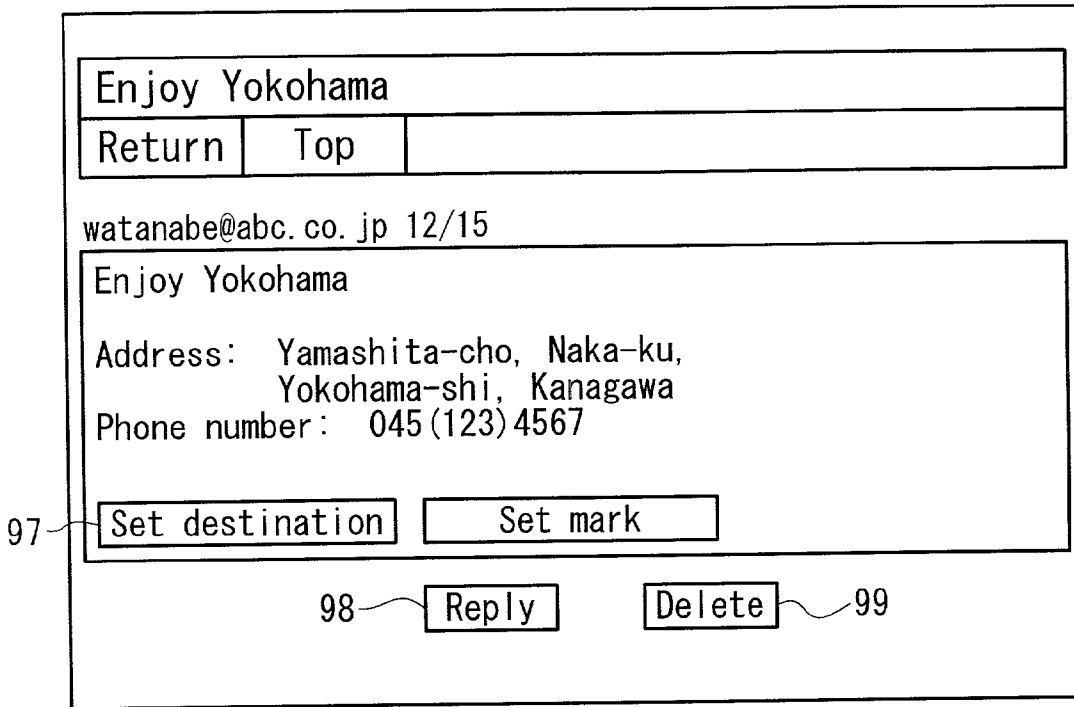 Enjoy Yokohama
Return Top
watanabe@abc.co.jp 12/15
Enjoy Yokohama
Address: Yamashita-cho, Naka-ku,
Yokohama-shi, Kanagawa
Phone number: 045(123)4567
97 Set destination Set mark
98 Reply Delete 99